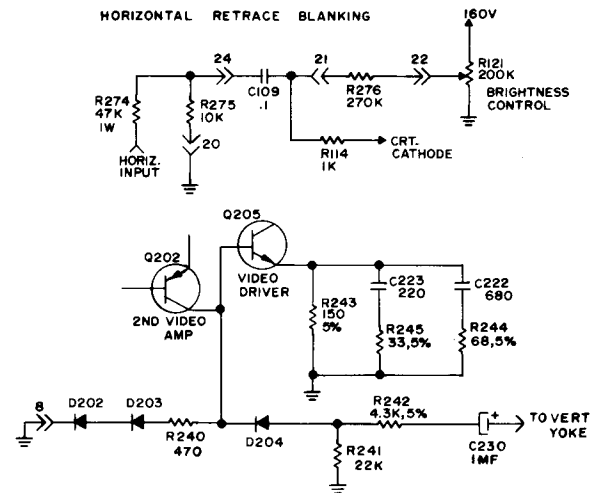 HORIZONTAL RETRACE BLANKING
160V
24
21
22
R121
200K
BRIGHTNESS
CONTROL
C109
.1
R276
270K
R274
47K
1W
R275
10K
20
HORIZ.
INPUT
R114
1K
CRT.
CATHODE
Q205
Q202
VIDEO
DRIVER
2ND VIDEO
AMP
C223
220
C222
680
R243
150
5%
R245
33,5%
R244
68,5%
8
D202
D203
R240
470
D204
R242
4.3K,5%
R241
22K
+
C230
1MF
TO VERT
YOKE